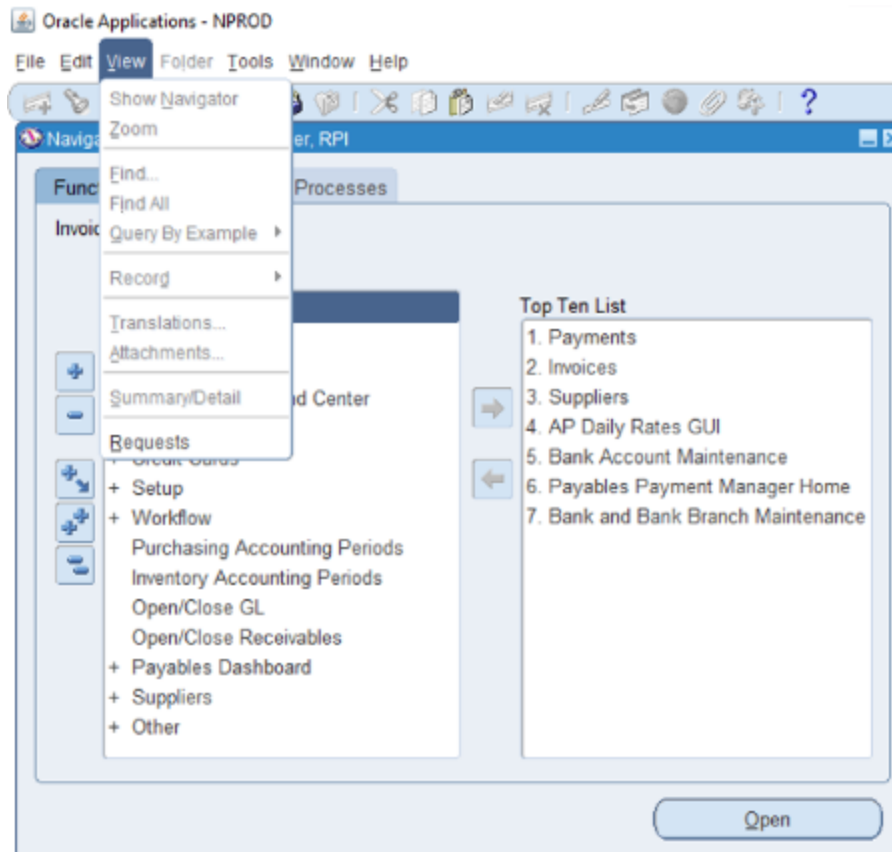 Oracle Applications - NPROD
File Edit View Folder Tools Window Help
Show Navigator
Zoom
Find...
Find All
Query By Example
Record
Translations...
Attachments...
Summary/Detail
Requests
?
Naviga er, RPI
Func Processes
Invoic
d Center
+ Credit Cards
+ Setup
+ Workflow
Purchasing Accounting Periods
Inventory Accounting Periods
Open/Close GL
Open/Close Receivables
+ Payables Dashboard
+ Suppliers
+ Other
Top Ten List
1. Payments
2. Invoices
3. Suppliers
4. AP Daily Rates GUI
5. Bank Account Maintenance
6. Payables Payment Manager Home
7. Bank and Bank Branch Maintenance
Open